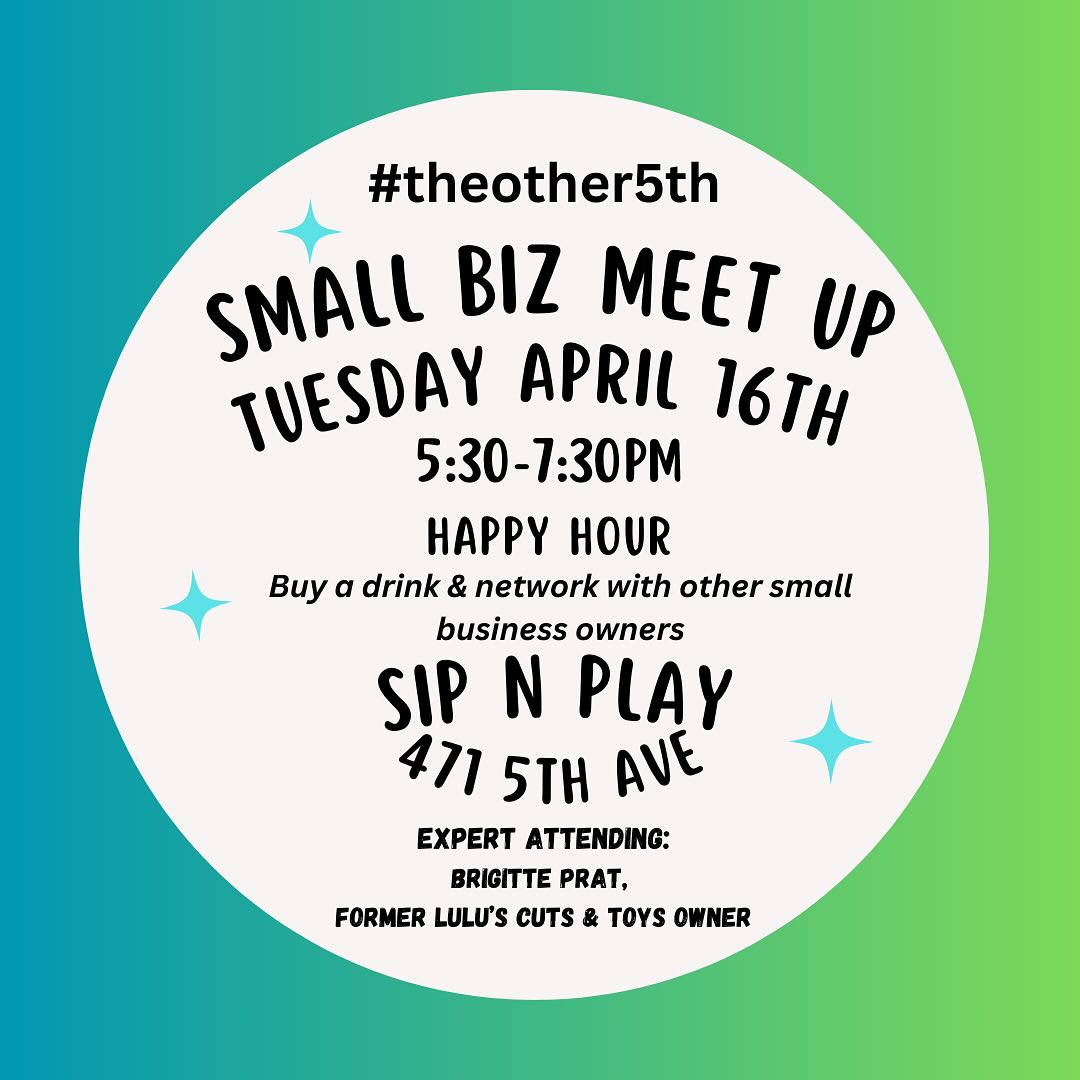 #theother5th
SMALL BIZ MEET UP
TUESDAY APRIL 16TH
5:30-7:30PM
HAPPY HOUR
Buy a drink & network with other small
business owners
SIP N PLAY
471 5TH AVE
EXPERT ATTENDING:
BRIGITTE PRAT,
FORMER LULU'S CUTS & TOYS OWNER